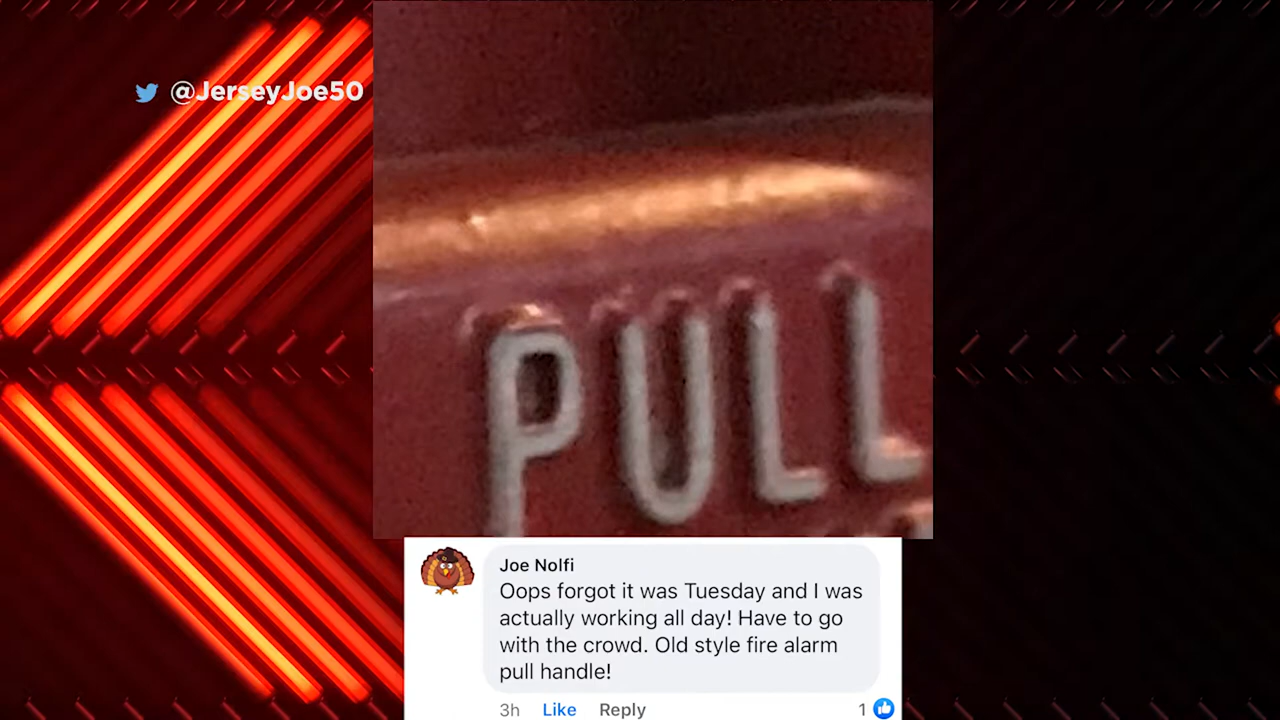 @JerseyJoe50
PULL
Joe Nolfi
Oops forgot it was Tuesday and I was
actually working all day! Have to go
with the crowd. Old style fire alarm
pull handle!
3h Like Reply 1